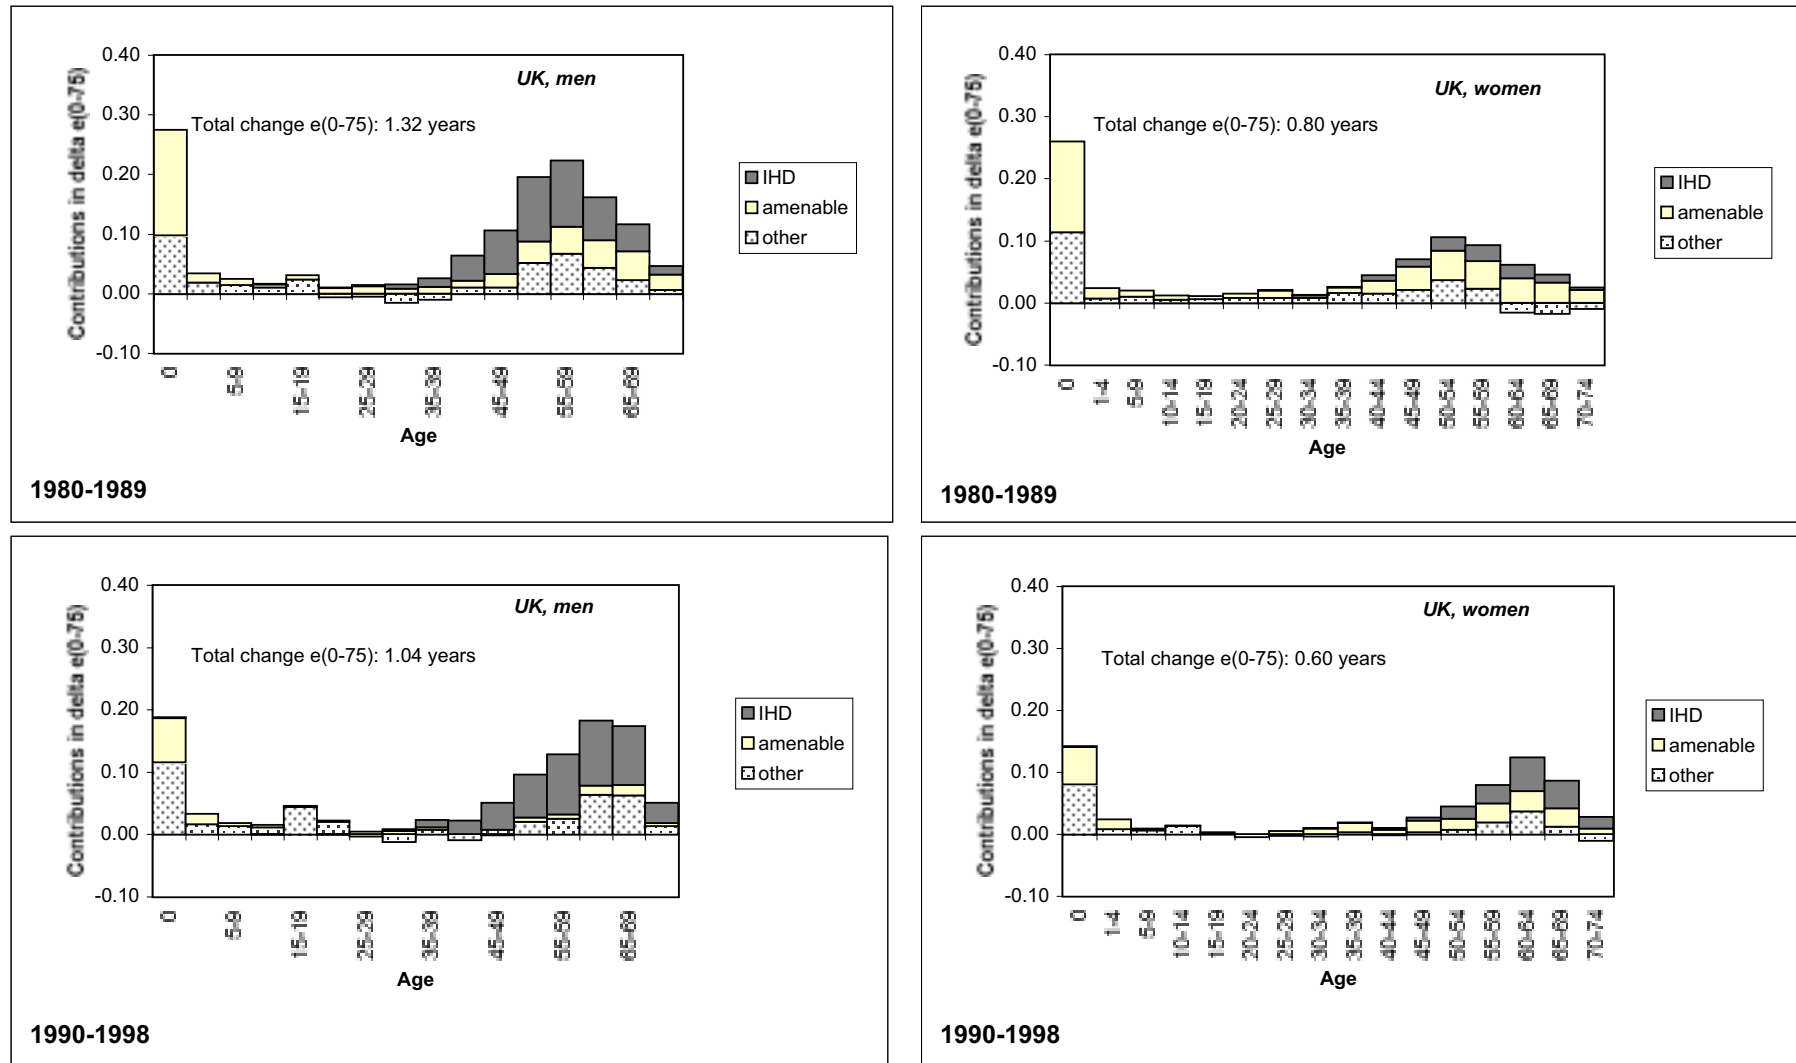 UK, men
Total change e(0-75): 1.32 years
Contributions in delta e(0-75)
0.40
0.30
0.20
0.10
0.00
-0.10
0
5-9
15-19
25-29
35-39
45-49
55-59
65-69
Age
IHD
amenable
other
1980-1989
UK, women
Total change e(0-75): 0.80 years
Contributions in delta e(0-75)
0.40
0.30
0.20
0.10
0.00
-0.10
0
1-4
5-9
10-14
15-19
20-24
25-29
30-34
35-39
40-44
45-49
50-54
55-59
60-64
65-69
70-74
Age
IHD
amenable
other
1980-1989
UK, men
Total change e(0-75): 1.04 years
Contributions in delta e(0-75)
0.40
0.30
0.20
0.10
0.00
-0.10
0
5-9
15-19
25-29
35-39
45-49
55-59
65-69
Age
IHD
amenable
other
1990-1998
UK, women
Total change e(0-75): 0.60 years
Contributions in delta e(0-75)
0.40
0.30
0.20
0.10
0.00
-0.10
0
1-4
5-9
10-14
15-19
20-24
25-29
30-34
35-39
40-44
45-49
50-54
55-59
60-64
65-69
70-74
Age
IHD
amenable
other
1990-1998